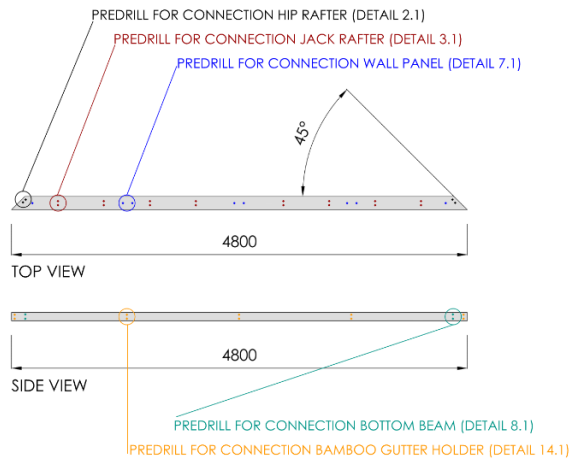 PREDRILL FOR CONNECTION HIP RAFTER (DETAIL 2.1)
PREDRILL FOR CONNECTION JACK RAFTER (DETAIL 3.1)
PREDRILL FOR CONNECTION WALL PANEL (DETAIL 7.1)
45°
4800
TOP VIEW
4800
SIDE VIEW
PREDRILL FOR CONNECTION BOTTOM BEAM (DETAIL 8.1)
PREDRILL FOR CONNECTION BAMBOO GUTTER HOLDER (DETAIL 14.1)